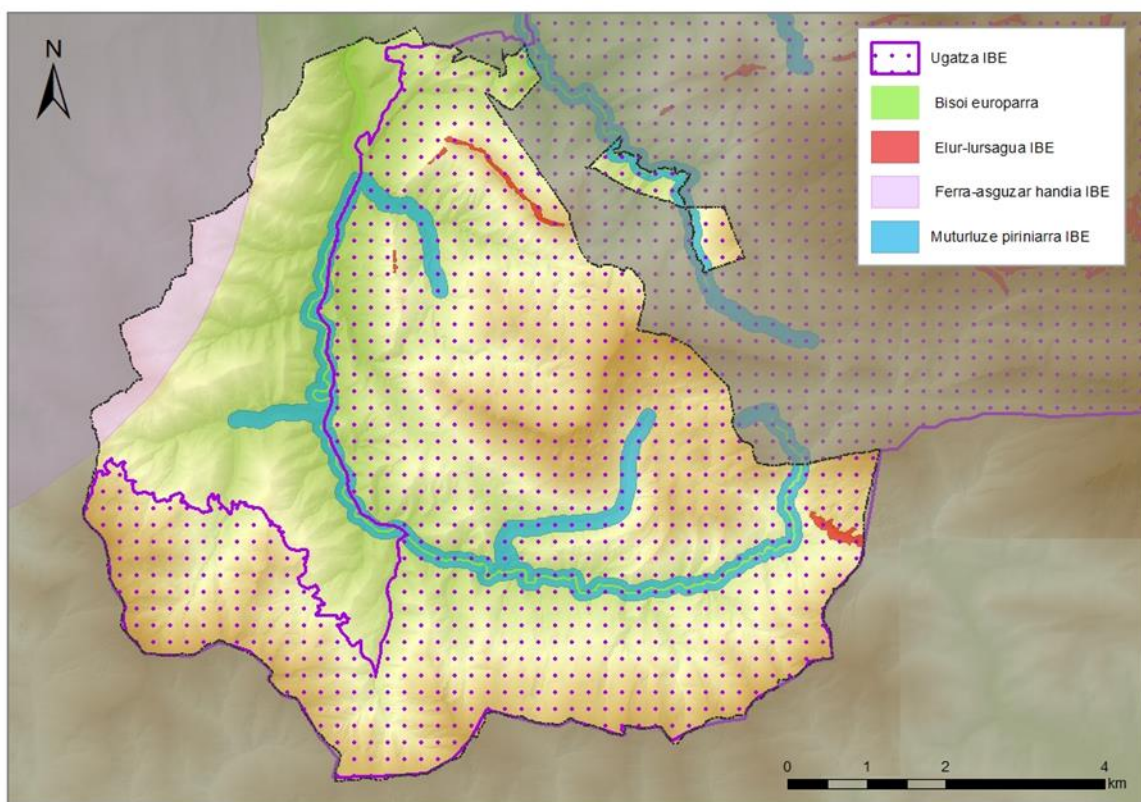 N
Ugatza IBE
Bisoi europarra
Elur-lursagua IBE
Ferra-asguzar handia IBE
Muturluze piriniarra IBE
0 1 2 4
km